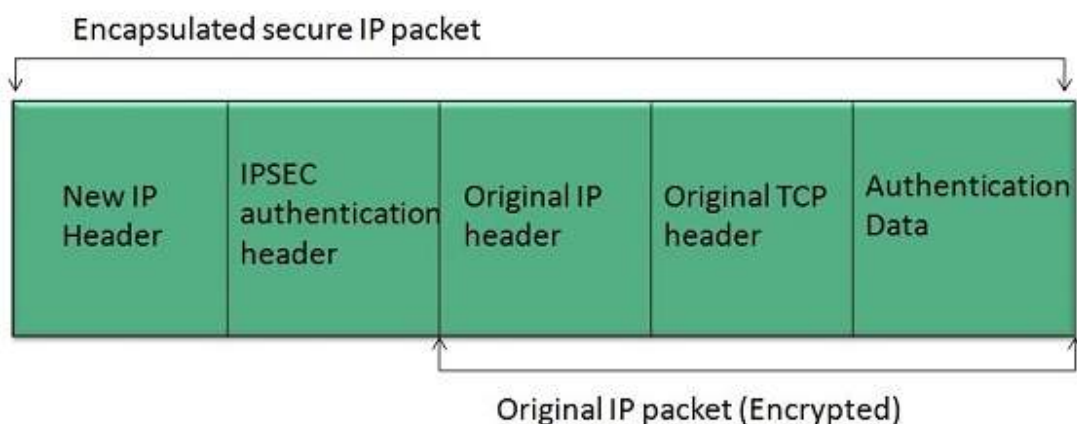 Encapsulated secure IP packet
New IP
Header
IPSEC
authentication
header
Original IP
header
Original TCP
header
Authentication
Data
Original IP packet (Encrypted)